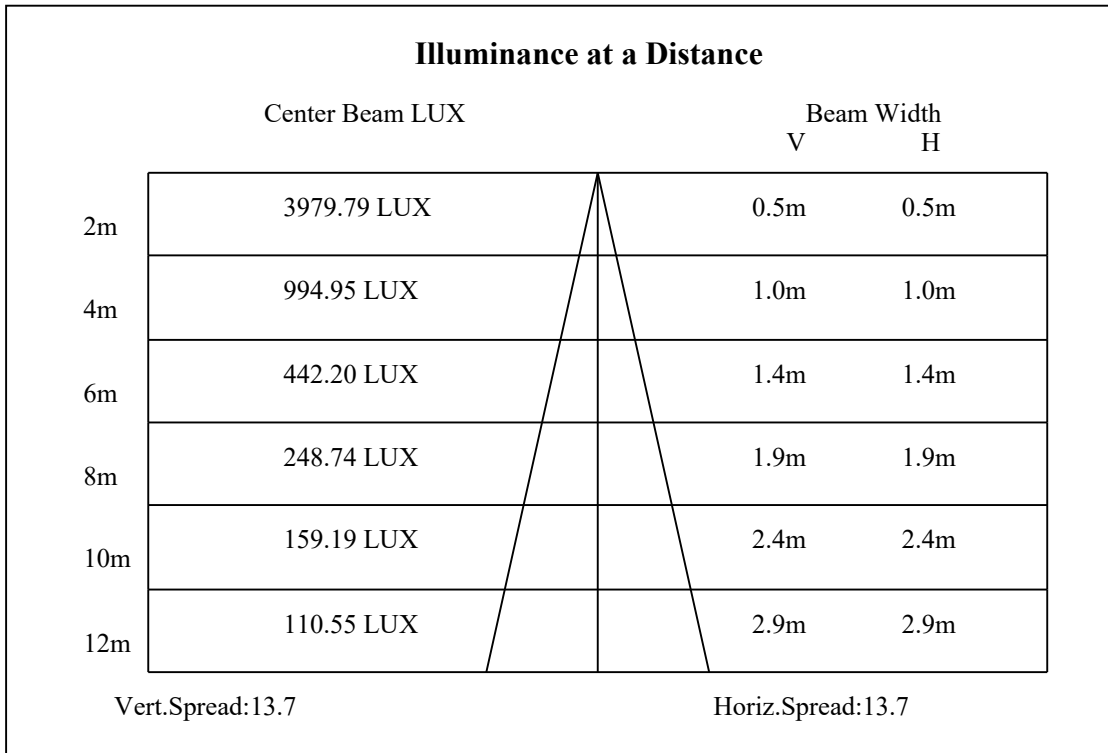 Illuminance at a Distance
Center Beam LUX Beam Width
V H
2m 3979.79 LUX 0.5m 0.5m
4m 994.95 LUX 1.0m 1.0m
6m 442.20 LUX 1.4m 1.4m
8m 248.74 LUX 1.9m 1.9m
10m 159.19 LUX 2.4m 2.4m
12m 110.55 LUX 2.9m 2.9m
Vert.Spread:13.7 Horiz.Spread:13.7